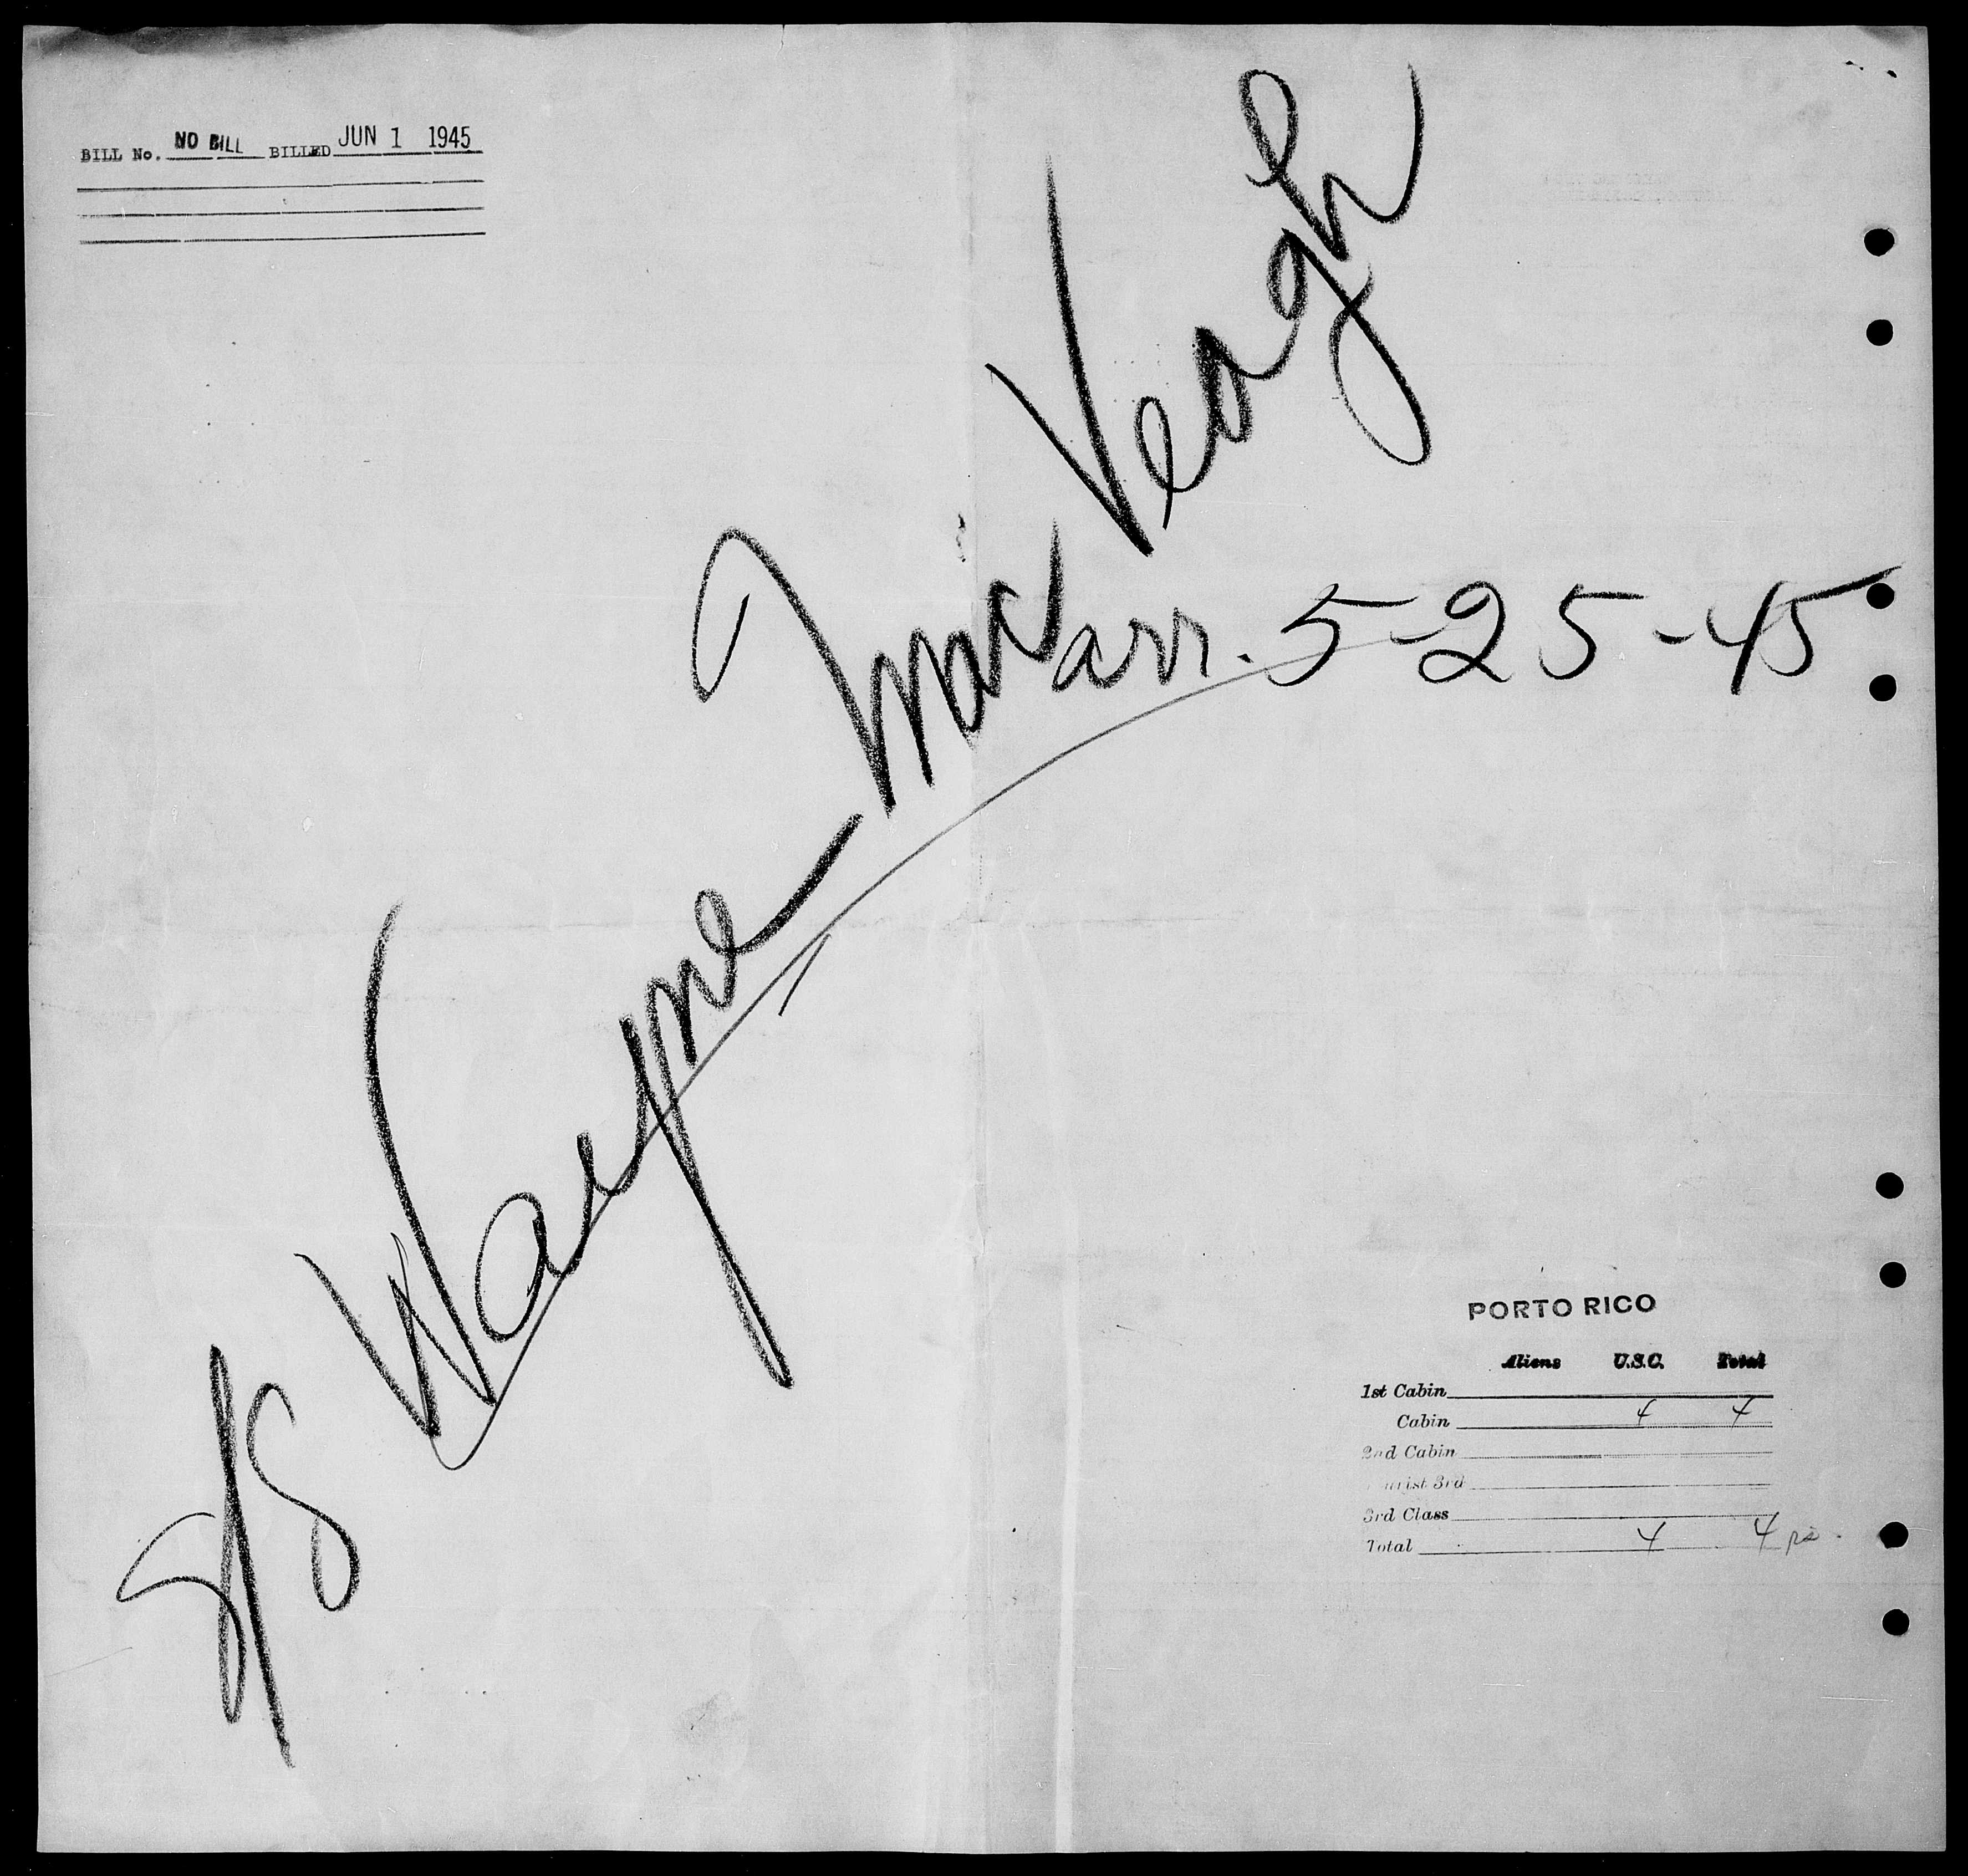 BILL No. NO BILL BILLED JUN 1 1945
S/S Wayne MacVeagh
arr. 5-25-45
PORTO RICO
Aliens U.S.C. Total
1st Cabin
Cabin 4 4
2nd Cabin
3rd
3rd Class
Total 4 4